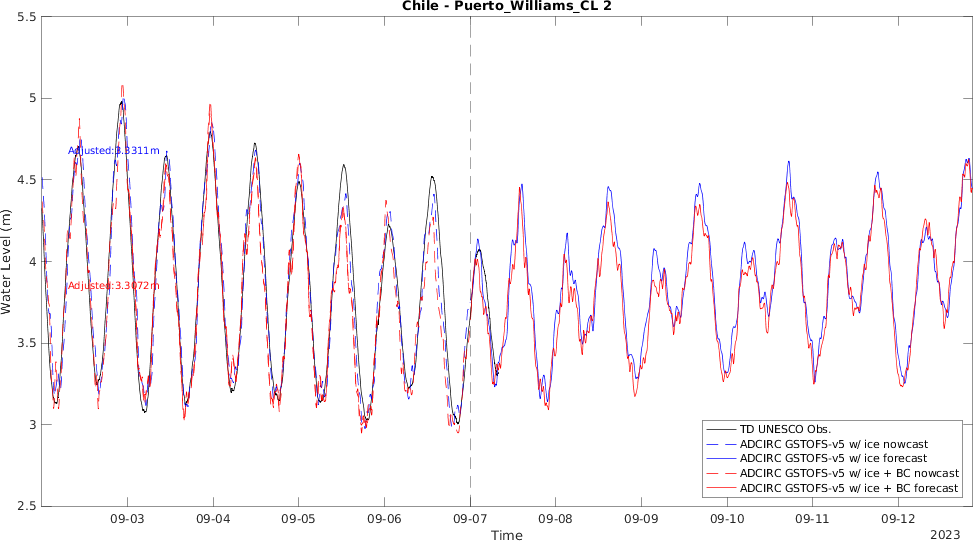 Chile - Puerto_Williams_CL 2
5.5
5
4.5
4
3.5
3
2.5
Water Level (m)
Adjusted:3.3311m
Adjusted:3.3072m
TD UNESCO Obs.
ADCIRC GSTOFS-v5 w/ ice nowcast
ADCIRC GSTOFS-v5 w/ ice forecast
ADCIRC GSTOFS-v5 w/ ice + BC nowcast
ADCIRC GSTOFS-v5 w/ ice + BC forecast
09-03
09-04
09-05
09-06
09-07
09-08
09-09
09-10
09-11
09-12
Time
2023